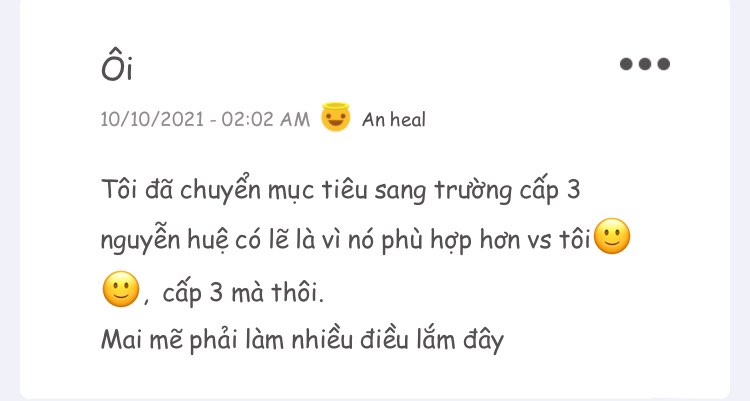 Ôi
10/10/2021 - 02:02 AM An heal
Tôi đã chuyển mục tiêu sang trường cấp 3
nguyễn huệ có lẽ là vì nó phù hợp hơn vs tôi🙂
🙂, cấp 3 mà thôi.
Mai mẽ phải làm nhiều điều lắm đây